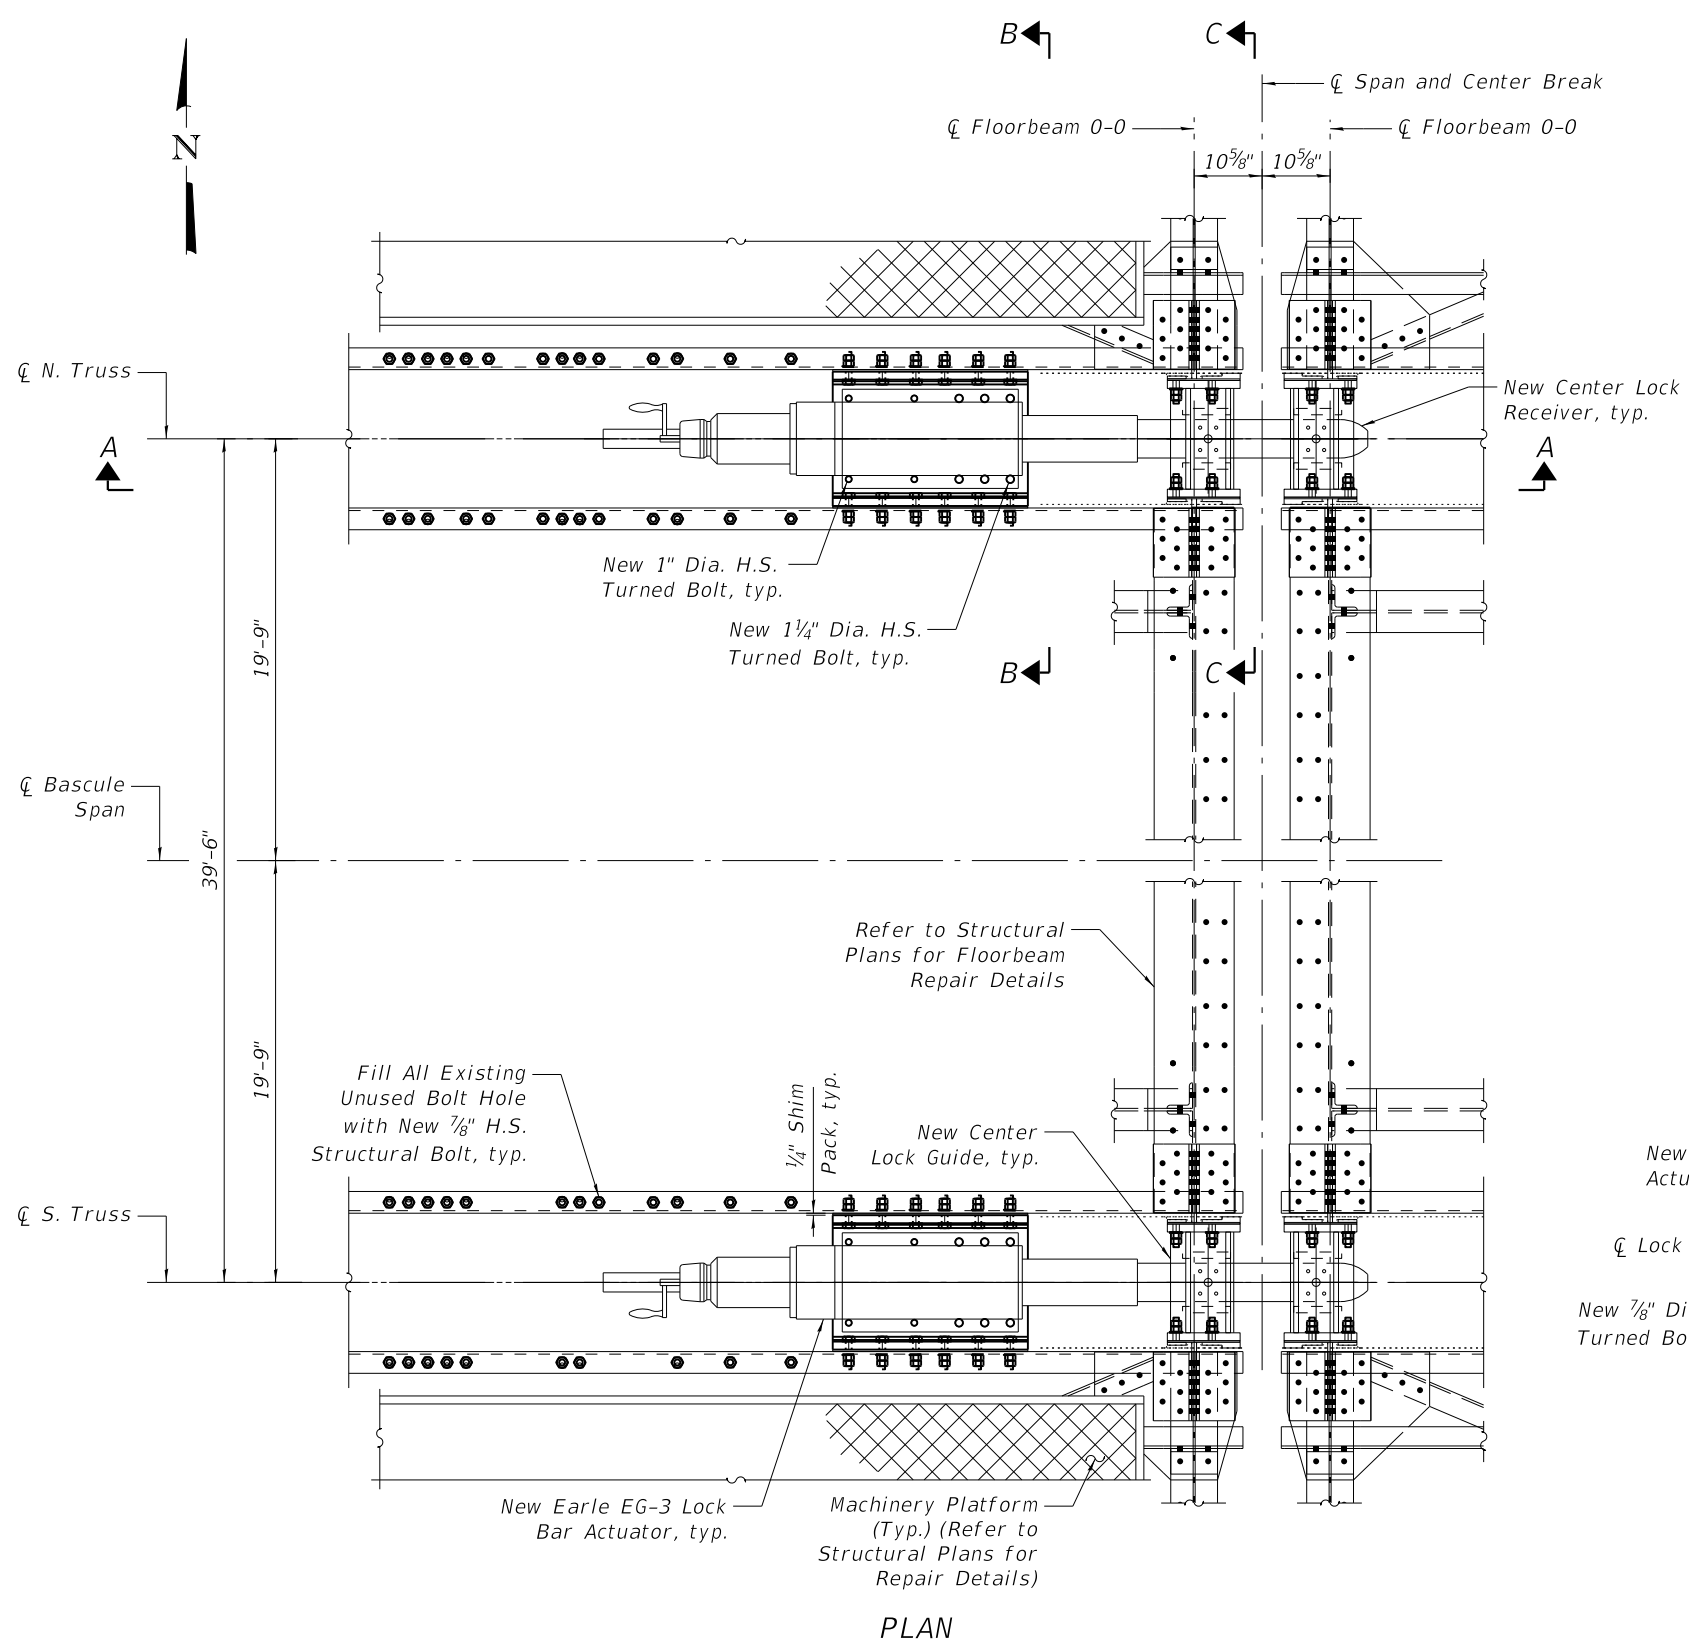 B
C
℄ Span and Center Break
℄ Floorbeam 0-0
℄ Floorbeam 0-0
10⅝"
10⅝"
N
℄ N. Truss
New Center Lock
Receiver, typ.
A
A
New 1" Dia. H.S.
Turned Bolt, typ.
New 1¼" Dia. H.S.
Turned Bolt, typ.
19'-9"
B
C
℄ Bascule
Span
39'-6"
Refer to Structural
Plans for Floorbeam
Repair Details
19'-9"
Fill All Existing
Unused Bolt Hole
with New ⅞" H.S.
Structural Bolt, typ.
¼" Shim
Pack, typ.
New Center
Lock Guide, typ.
New
Actu
℄ S. Truss
℄ Lock
New ⅞" Di
Turned Bo
New Earle EG-3 Lock
Bar Actuator, typ.
Machinery Platform
(Typ.) (Refer to
Structural Plans for
Repair Details)
PLAN